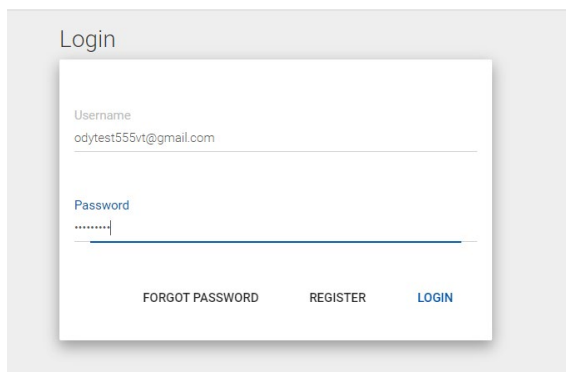 Login
Username
odytest555vt@gmail.com
Password
•••••••••
FORGOT PASSWORD REGISTER LOGIN